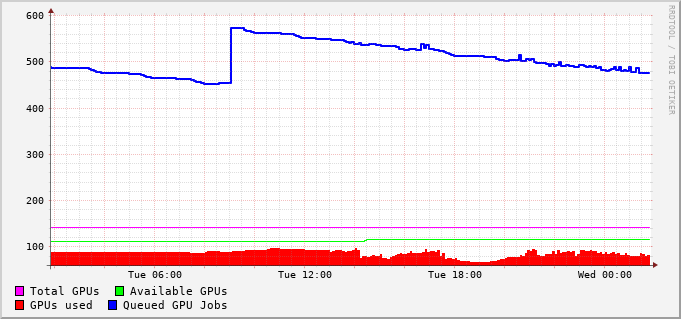 600
500
400
300
200
100
Tue 06:00
Tue 12:00
Tue 18:00
Wed 00:00
Total GPUs
Available GPUs
GPUs used
Queued GPU Jobs
RRDTOOL / TOBI OETIKER